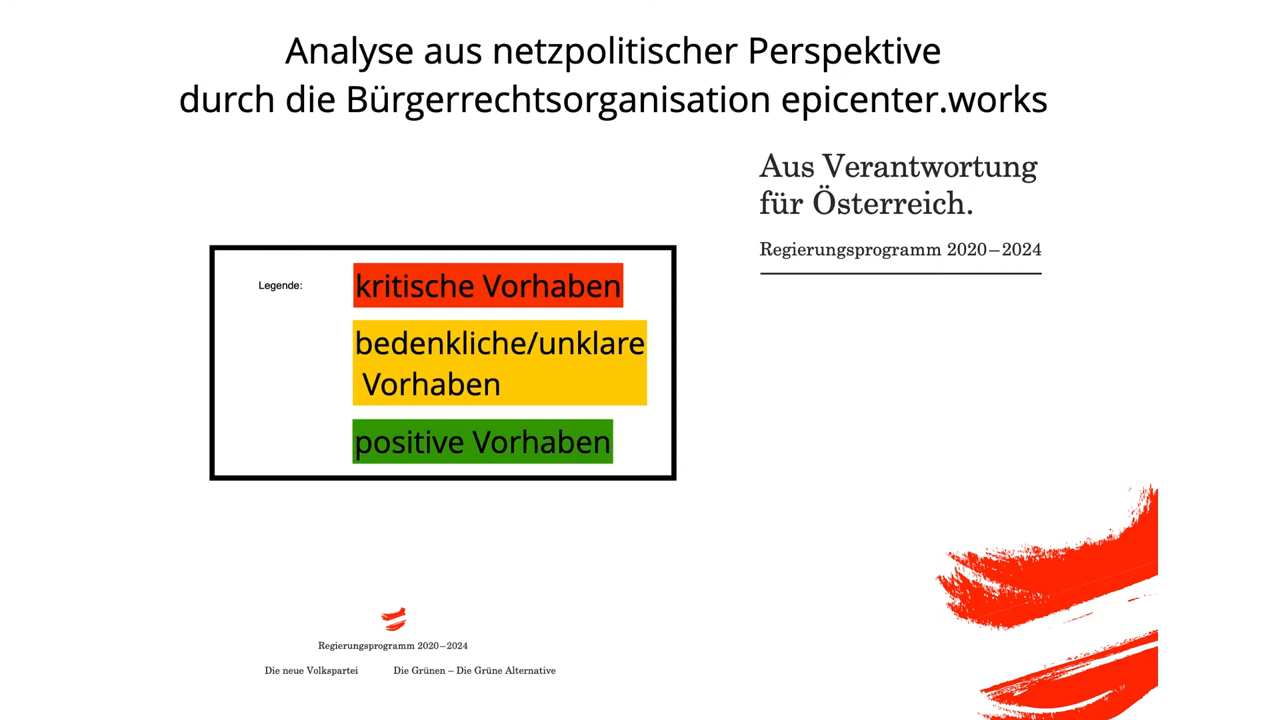 Analyse aus netzpolitischer Perspektive
durch die Bürgerrechtsorganisation epicenter.works
Aus Verantwortung
für Österreich.
Regierungsprogramm 2020–2024
Legende:
kritische Vorhaben
bedenkliche/unklare
Vorhaben
positive Vorhaben
Regierungsprogramm 2020–2024
Die neue Volkspartei Die Grünen – Die Grüne Alternative